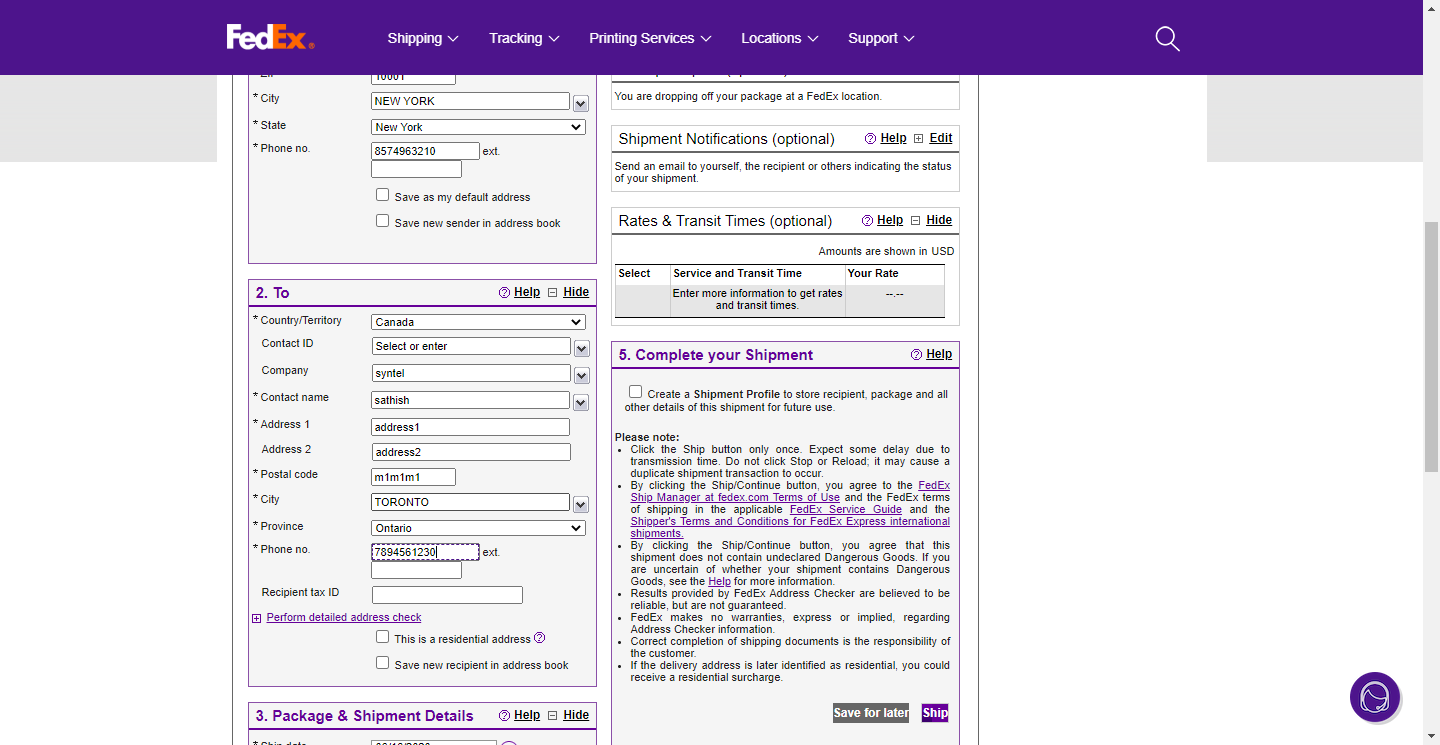 FedEx®
Shipping
Tracking
Printing Services
Locations
Support
10001
* City
NEW YORK
* State
New York
* Phone no.
8574963210 ext.
Save as my default address
Save new sender in address book
2. To
Help
Hide
* Country/Territory
Canada
Contact ID
Select or enter
Company
syntel
* Contact name
sathish
* Address 1
address1
Address 2
address2
* Postal code
m1m1m1
* City
TORONTO
* Province
Ontario
* Phone no.
7894561230 ext.
Recipient tax ID
Perform detailed address check
This is a residential address
Save new recipient in address book
3. Package & Shipment Details
Help
Hide
* Ship date
You are dropping off your package at a FedEx location.
Shipment Notifications (optional)
Help
Edit
Send an email to yourself, the recipient or others indicating the status
of your shipment.
Rates & Transit Times (optional)
Help
Hide
Amounts are shown in USD
Select
Service and Transit Time
Your Rate
Enter more information to get rates
and transit times.
--.--
5. Complete your Shipment
Help
Create a Shipment Profile to store recipient, package and all
other details of this shipment for future use.
Please note:
• Click the Ship button only once. Expect some delay due to
transmission time. Do not click Stop or Reload; it may cause a
duplicate shipment transaction to occur.
• By clicking the Ship/Continue button, you agree to the FedEx
Ship Manager at fedex.com Terms of Use and the FedEx terms
of shipping in the applicable FedEx Service Guide and the
Shipper's Terms and Conditions for FedEx Express international
shipments.
• By clicking the Ship/Continue button, you agree that this
shipment does not contain undeclared Dangerous Goods. If you
are uncertain of whether your shipment contains Dangerous
Goods, see the Help for more information.
• Results provided by FedEx Address Checker are believed to be
reliable, but are not guaranteed.
• FedEx makes no warranties, express or implied, regarding
Address Checker information.
• Correct completion of shipping documents is the responsibility of
the customer.
• If the delivery address is later identified as residential, you could
receive a residential surcharge.
Save for later
Ship